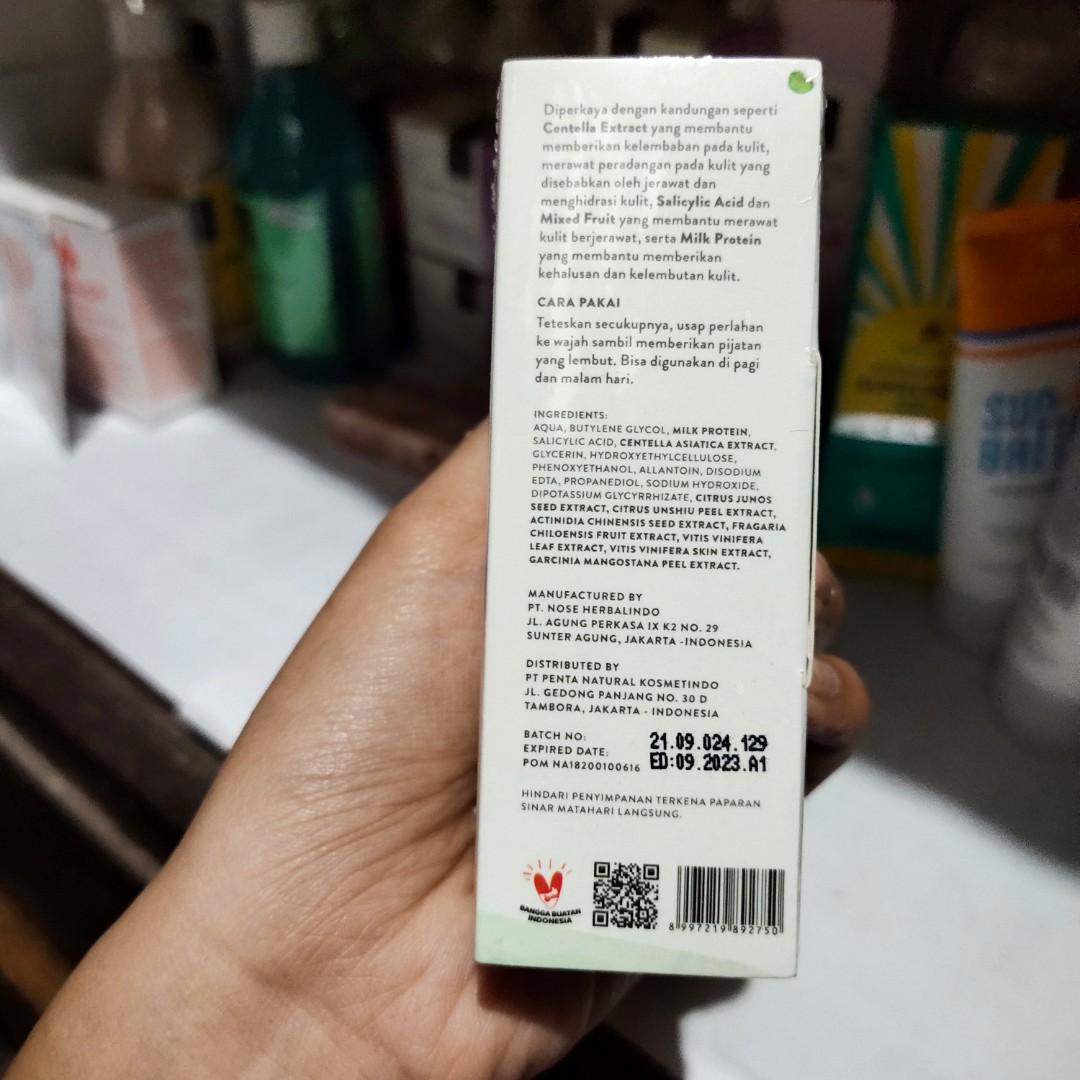 Diperkaya dengan kandungan seperti
Centella Extract yang membantu
memberikan kelembaban pada kulit,
merawat peradangan pada kulit yang
disebabkan oleh jerawat dan
menghidrasi kulit, Salicylic Acid dan
Mixed Fruit yang membantu merawat
kulit berjerawat, serta Milk Protein
yang membantu memberikan
kehalusan dan kelembutan kulit.
CARA PAKAI
Teteskan secukupnya, usap perlahan
ke wajah sambil memberikan pijatan
yang lembut. Bisa digunakan di pagi
dan malam hari.
INGREDIENTS:
AQUA, BUTYLENE GLYCOL, MILK PROTEIN,
SALICYLIC ACID, CENTELLA ASIATICA EXTRACT,
GLYCERIN, HYDROXYETHYLCELLULOSE,
PHENOXYETHANOL, ALLANTOIN, DISODIUM
EDTA, PROPANEDIOL, SODIUM HYDROXIDE,
DIPOTASSIUM GLYCYRRHIZATE, CITRUS JUNOS
SEED EXTRACT, CITRUS UNSHIU PEEL EXTRACT,
ACTINIDIA CHINENSIS SEED EXTRACT, FRAGARIA
CHILOENSIS FRUIT EXTRACT, VITIS VINIFERA
LEAF EXTRACT, VITIS VINIFERA SKIN EXTRACT,
GARCINIA MANGOSTANA PEEL EXTRACT.
MANUFACTURED BY
PT. NOSE HERBALINDO
JL. AGUNG PERKASA IX K2 NO. 29
SUNTER AGUNG, JAKARTA -INDONESIA
DISTRIBUTED BY
PT PENTA NATURAL KOSMETINDO
JL. GEDONG PANJANG NO. 30 D
TAMBORA, JAKARTA - INDONESIA
BATCH NO: 21.09.024.129
EXPIRED DATE: ED:09.2023.A1
POM NA18200100616
HINDARI PENYIMPANAN TERKENA PAPARAN
SINAR MATAHARI LANGSUNG.
BANGGA BUATAN
INDONESIA
8 997219 892750